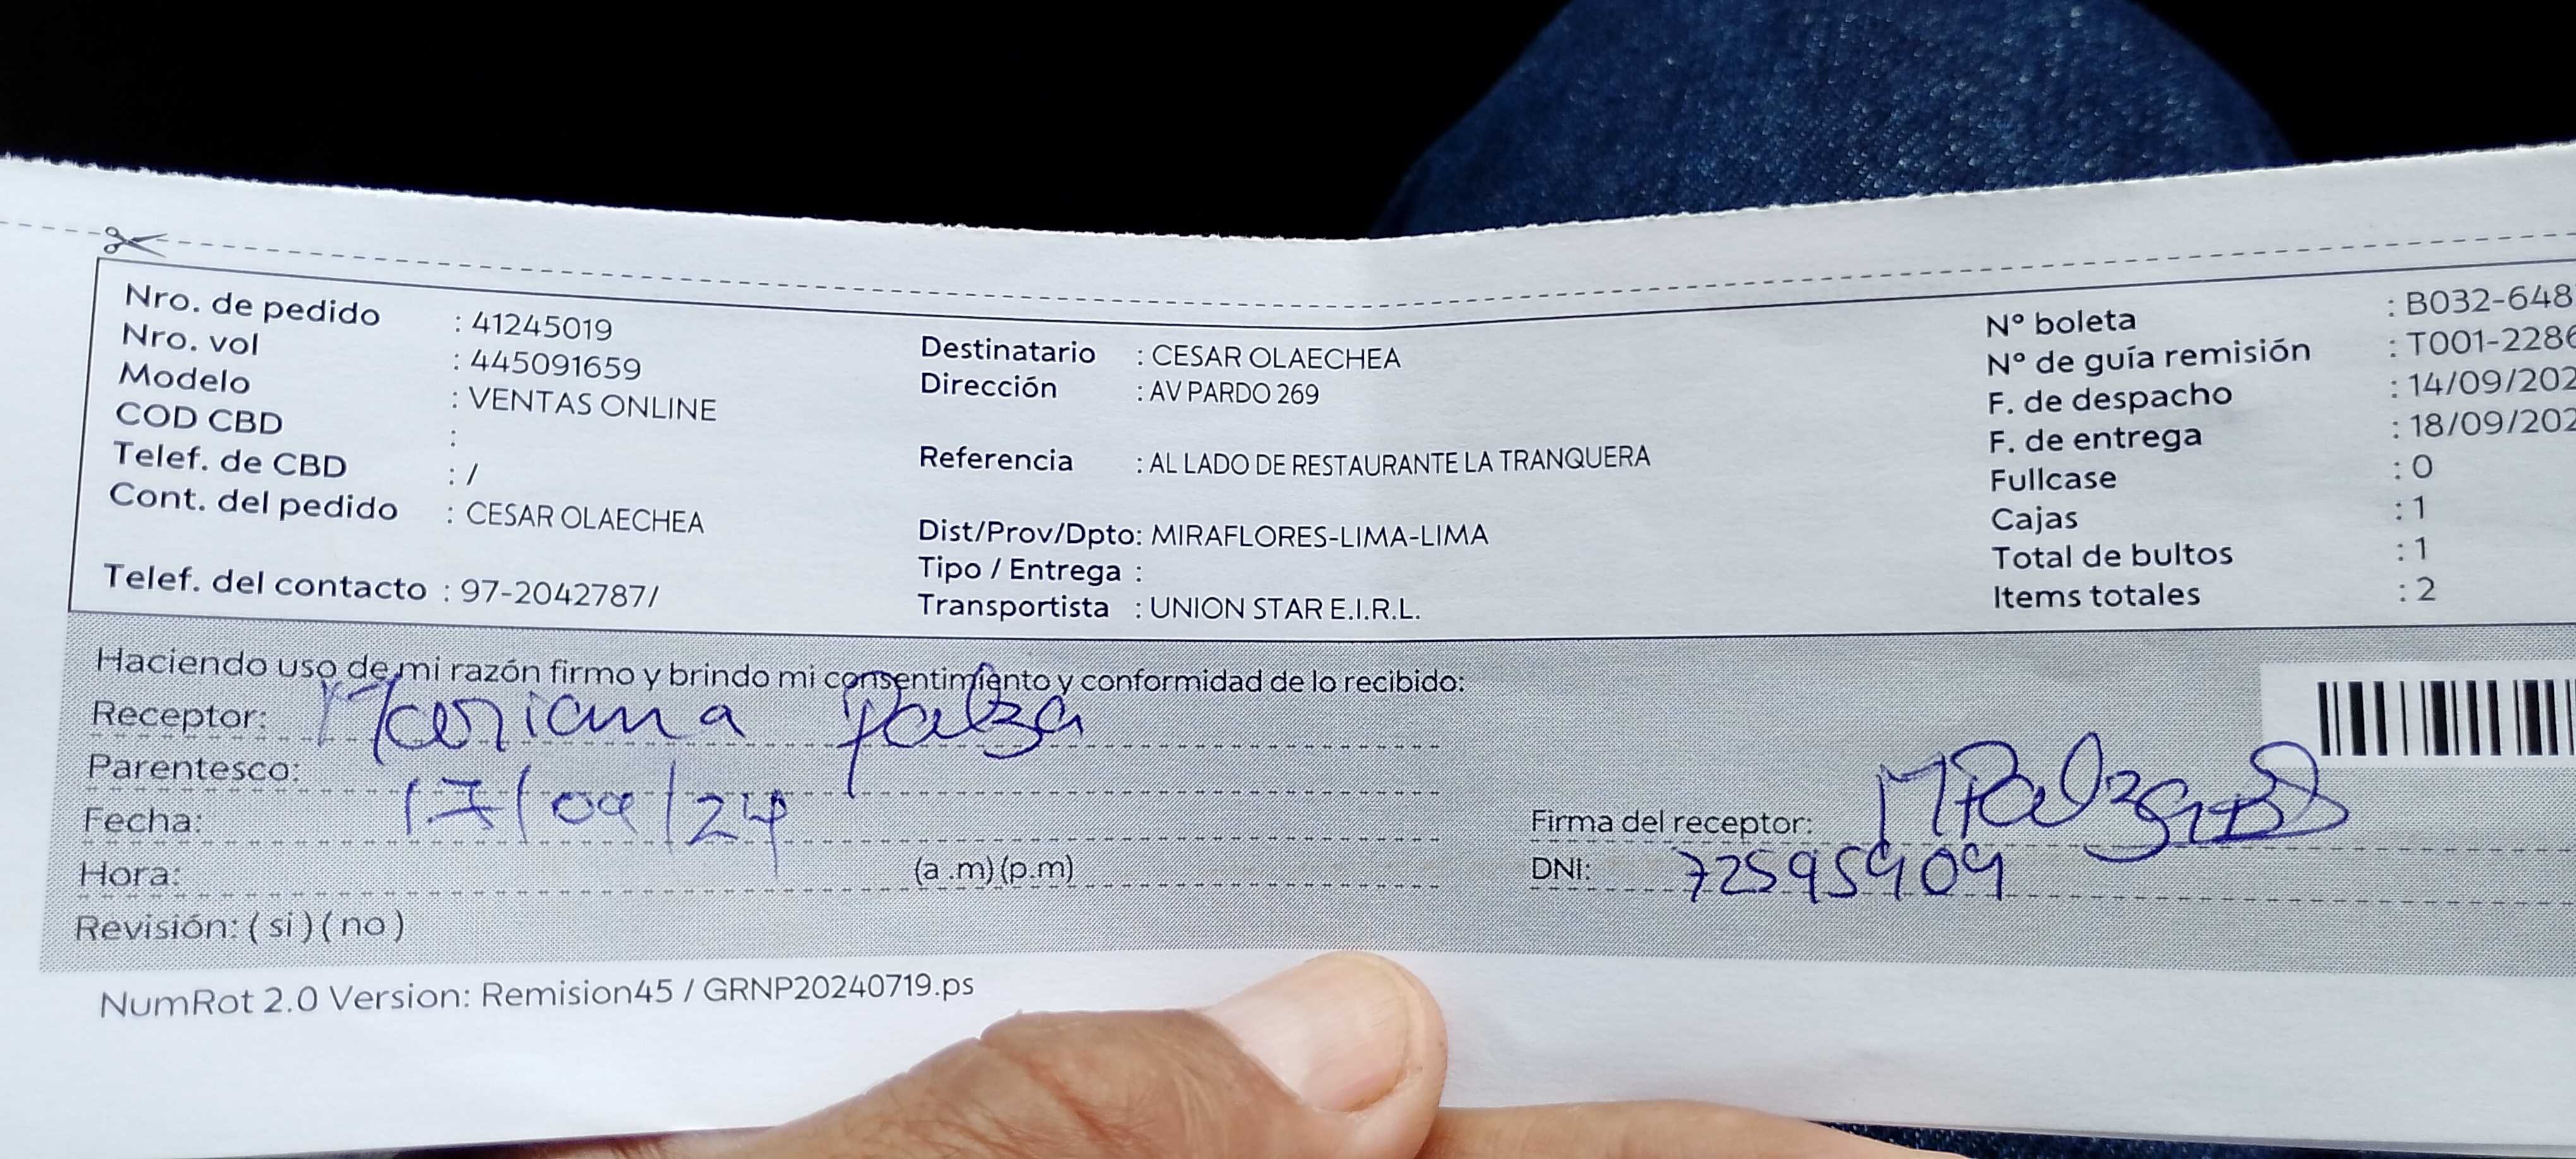 Nro. de pedido : 41245019
Nro. vol : 445091659
Modelo : VENTAS ONLINE
COD CBD :
Telef. de CBD : /
Cont. del pedido : CESAR OLAECHEA
Telef. del contacto : 97-2042787/
Destinatario : CESAR OLAECHEA
Dirección : AV PARDO 269
Referencia : AL LADO DE RESTAURANTE LA TRANQUERA
Dist/Prov/Dpto: MIRAFLORES-LIMA-LIMA
Tipo / Entrega :
Transportista : UNION STAR E.I.R.L.
N° boleta : B032-648
N° de guía remisión : T001-2286
F. de despacho : 14/09/202
F. de entrega : 18/09/202
Fullcase : 0
Cajas : 1
Total de bultos : 1
Items totales : 2
Haciendo uso de mi razón firmo y brindo mi consentimiento y conformidad de lo recibido:
Receptor: Mariana Palza
Parentesco:
Fecha: 17/09/24
Hora: (a .m) (p.m)
Revisión: ( si ) ( no )
Firma del receptor: MPalza
DNI: 72595909
NumRot 2.0 Version: Remision45 / GRNP20240719.ps